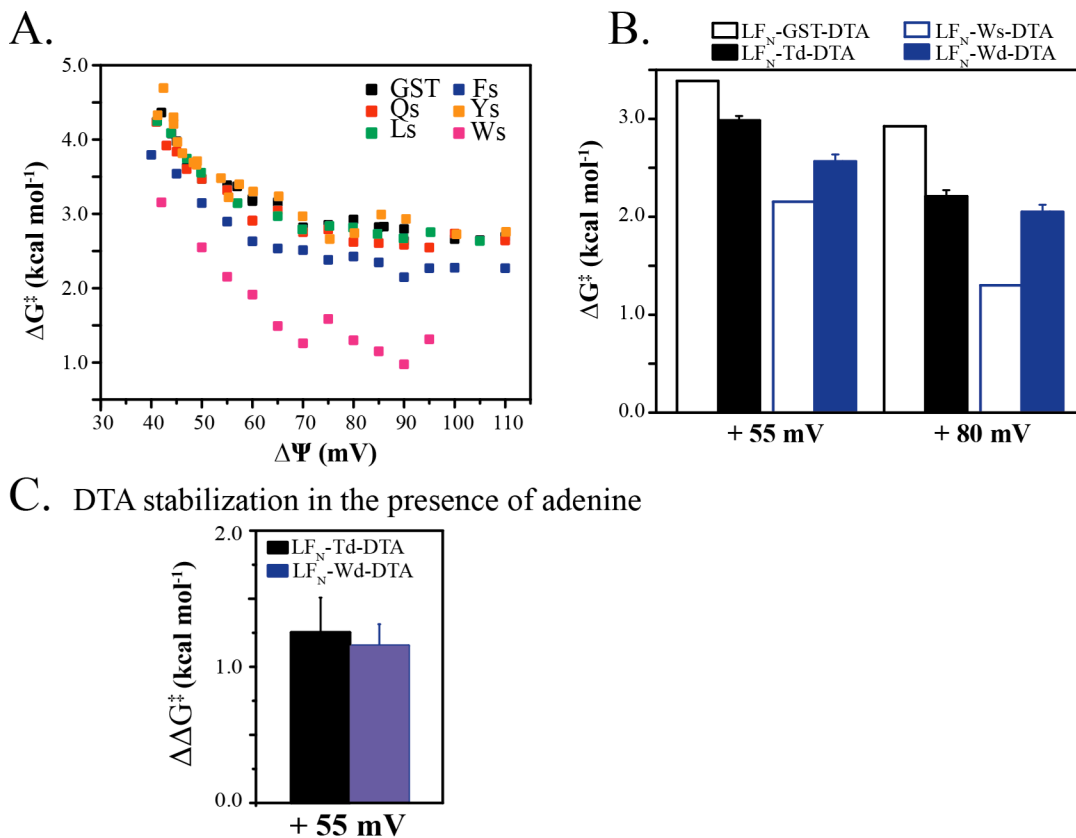 A.
5.0
4.0
3.0
2.0
1.0
ΔG‡ (kcal mol-1)
GST Fs
Qs Ys
Ls Ws
30 40 50 60 70 80 90 100 110
ΔΨ (mV)
B.
LFN-GST-DTA LFN-Ws-DTA
LFN-Td-DTA LFN-Wd-DTA
3.0
2.0
1.0
0.0
ΔG‡ (kcal mol-1)
+ 55 mV + 80 mV
C. DTA stabilization in the presence of adenine
2.0
1.0
0.0
ΔΔG‡ (kcal mol-1)
LFN-Td-DTA
LFN-Wd-DTA
+ 55 mV